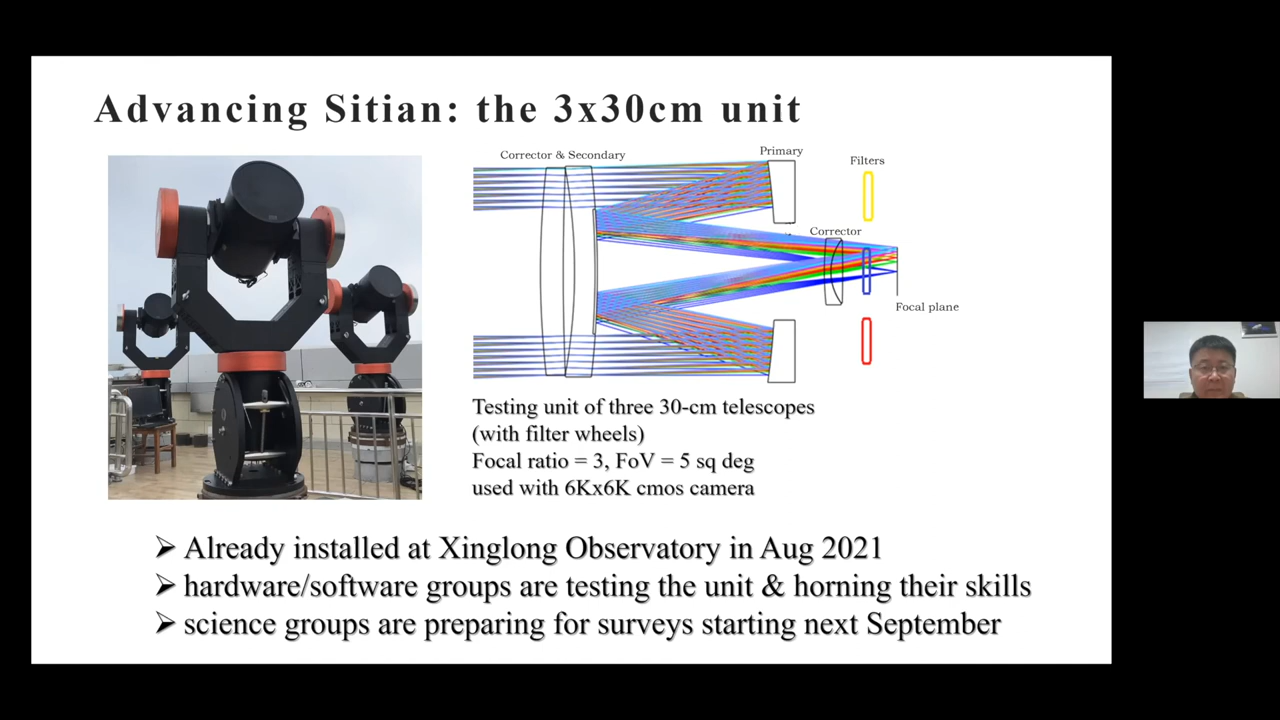 Advancing Sitian: the 3x30cm unit
Corrector & Secondary
Primary
Filters
Corrector
Focal plane
Testing unit of three 30-cm telescopes
(with filter wheels)
Focal ratio = 3, FoV = 5 sq deg
used with 6Kx6K cmos camera
➢ Already installed at Xinglong Observatory in Aug 2021
➢ hardware/software groups are testing the unit & horning their skills
➢ science groups are preparing for surveys starting next September